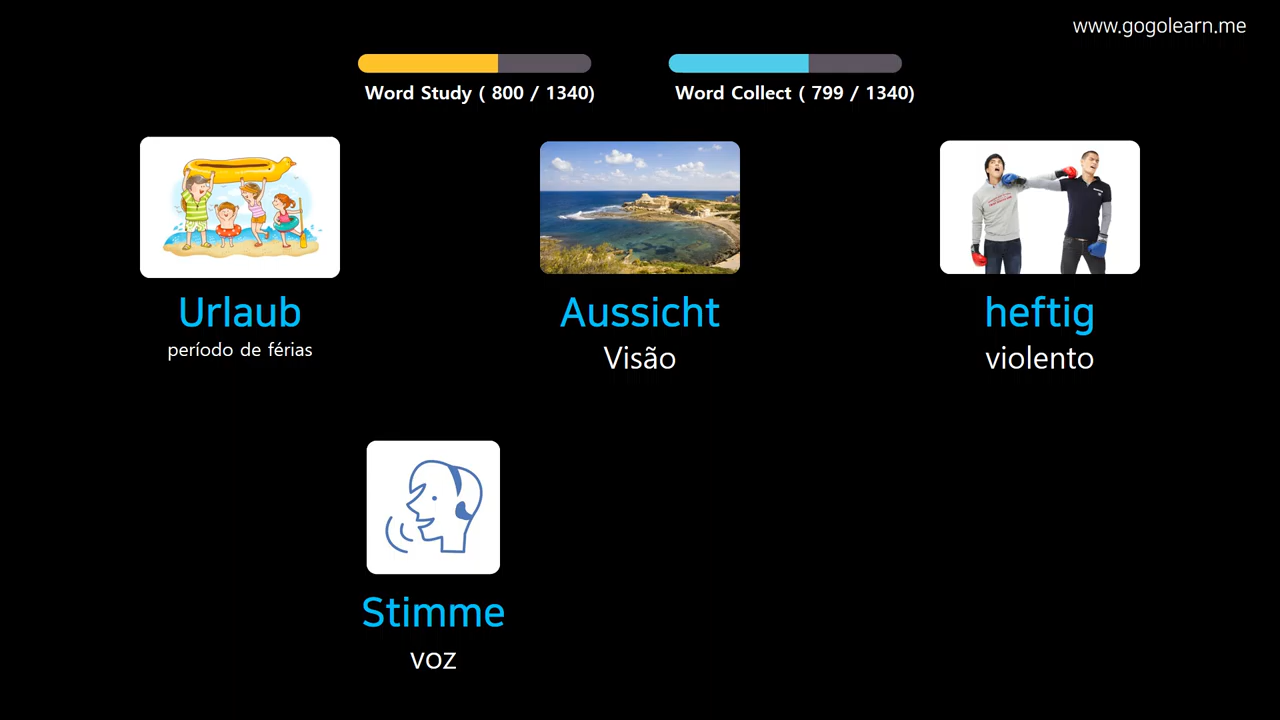 www.gogolearn.me
Word Study ( 800 / 1340)
Word Collect ( 799 / 1340)
Urlaub
período de férias
Aussicht
Visão
heftig
violento
Stimme
voz